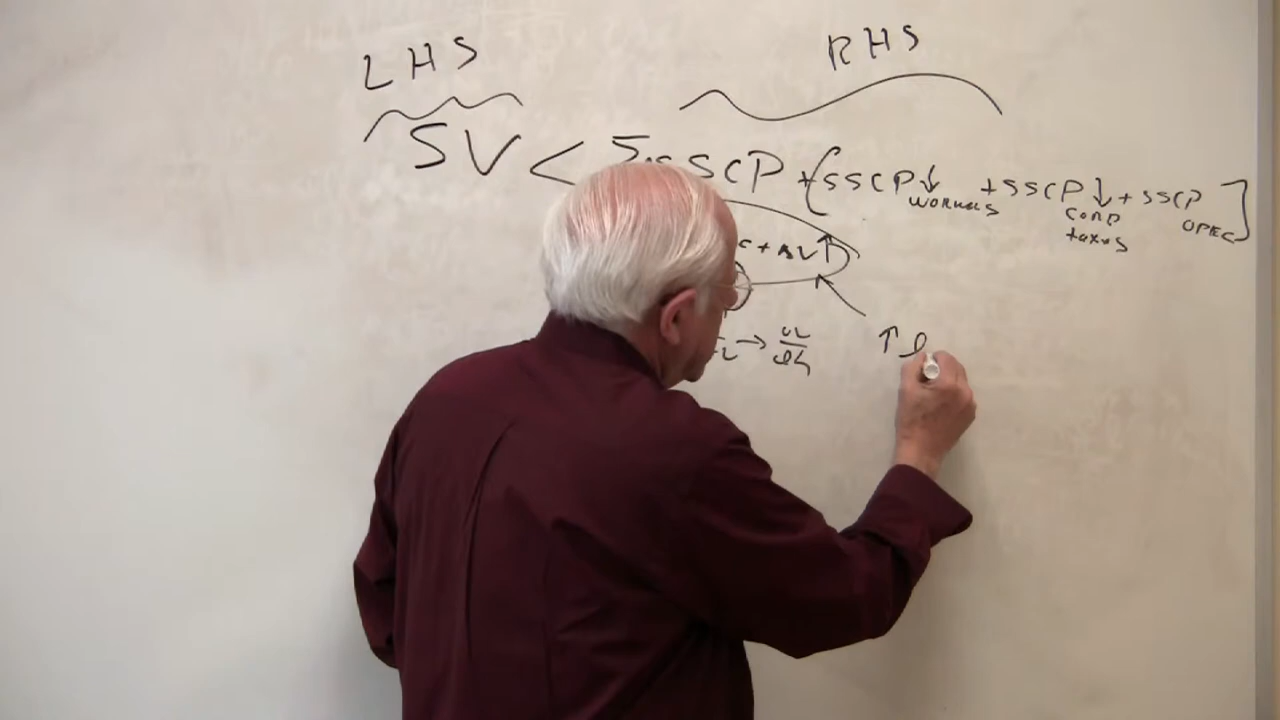 LHS RHS
SV < Σ SSCP + [SSCP↓ + SSCP↓ + SSCP]
workers corp OPEC
taxes
C + ΔV↑
→
↑ e